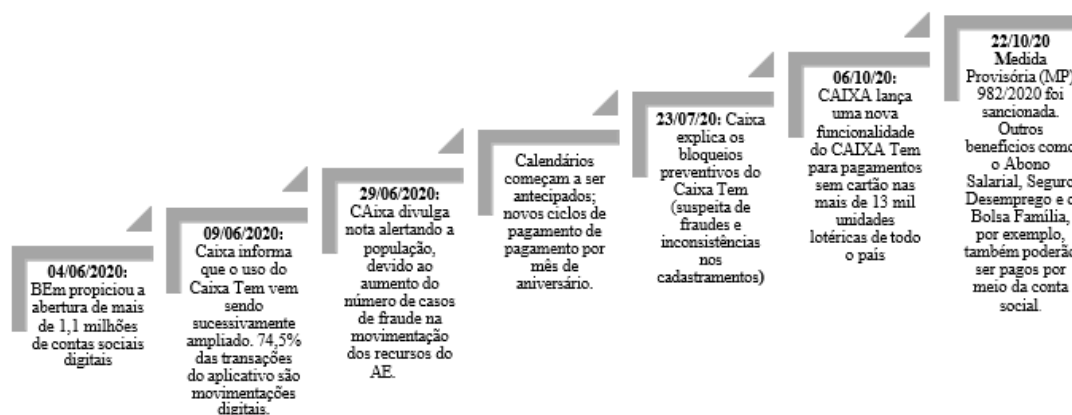 04/06/2020:
BEm propiciou a
abertura de mais
de 1,1 milhões
de contas sociais
digitais
09/06/2020:
Caixa informa
que o uso do
Caixa Tem vem
sendo
sucessivamente
ampliado. 74,5%
das transações
do aplicativo são
movimentações
digitais.
29/06/2020:
CAixa divulga
nota alertando a
população,
devido ao
aumento do
número de casos
de fraude na
movimentação
dos recursos do
AE.
Calendários
começam a ser
antecipados;
novos ciclos de
pagamento de
pagamento por
mês de
aniversário.
23/07/20: Caixa
explica os
bloqueios
preventivos do
Caixa Tem
(suspeita de
fraudes e
inconsistências
nos
cadastramentos)
06/10/20:
CAIXA lança
uma nova
funcionalidade
do CAIXA Tem
para pagamentos
sem cartão nas
mais de 13 mil
unidades
lotéricas de todo
o país
22/10/20
Medida
Provisória (MP)
982/2020 foi
sancionada.
Outros
benefícios como
o Abono
Salarial, Seguro
Desemprego e o
Bolsa Família,
por exemplo,
também poderão
ser pagos por
meio da conta
social.